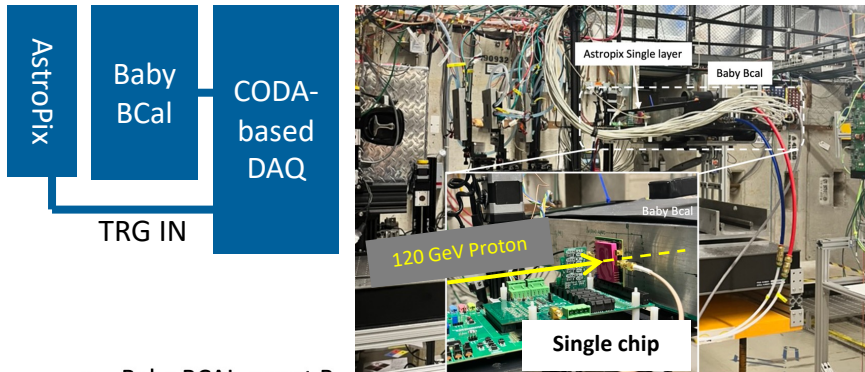 AstroPix
Baby
BCal
CODA-
based
DAQ
TRG IN
Astropix Single layer
Baby Bcal
Baby Bcal
120 GeV Proton
Single chip